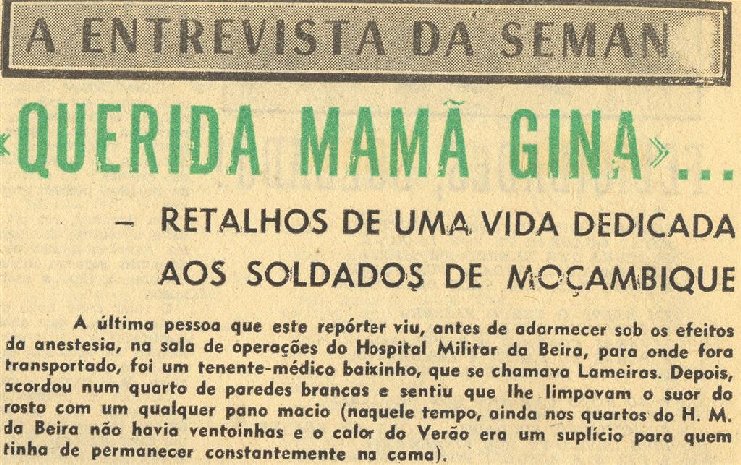 A ENTREVISTA DA SEMAN
«QUERIDA MAMÃ GINA»...
– RETALHOS DE UMA VIDA DEDICADA
AOS SOLDADOS DE MOÇAMBIQUE
A última pessoa que este repórter viu, antes de adormecer sob os efeitos
da anestesia, na sala de operações do Hospital Militar da Beira, para onde fora
transportado, foi um tenente-médico baixinho, que se chamava Lameiras. Depois,
acordou num quarto de paredes brancas e sentiu que lhe limpavam o suor do
rosto com um qualquer pano macio (naquele tempo, ainda nos quartos do H. M.
da Beira não havia ventoinhas e o calor do Verão era um suplício para quem
tinha de permanecer constantemente na cama).